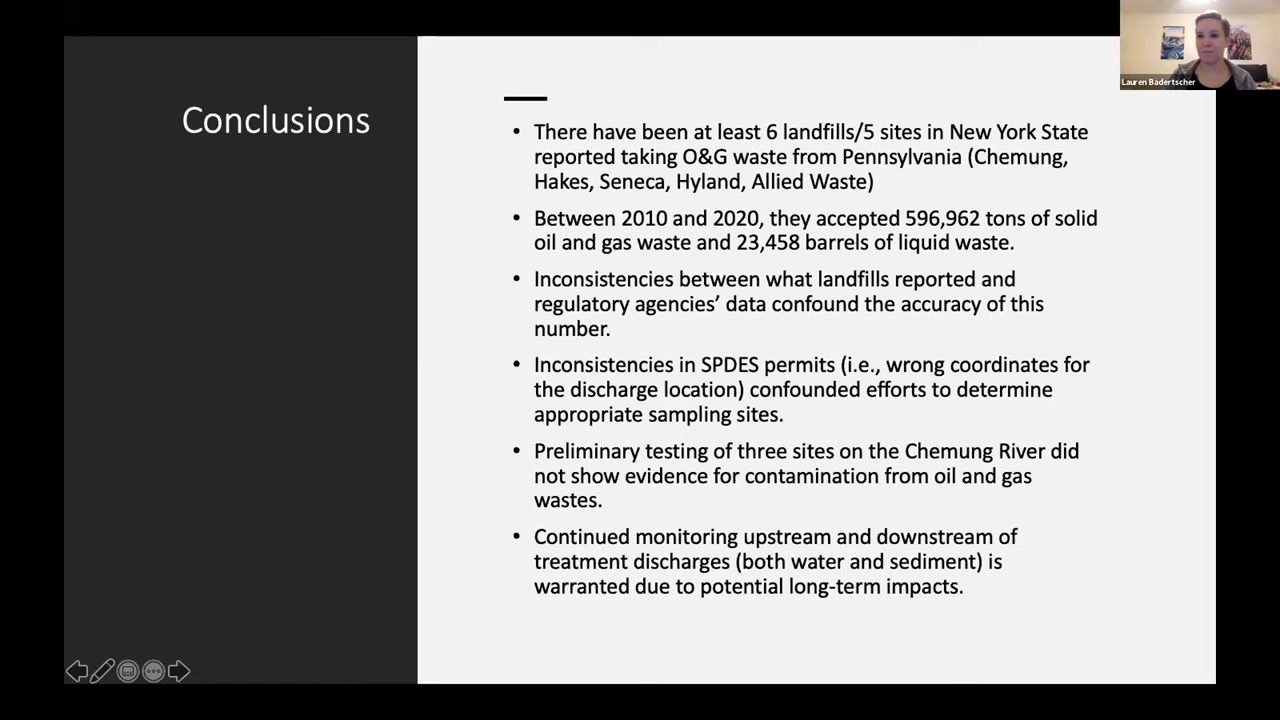 Lauren Badertscher
Conclusions
• There have been at least 6 landfills/5 sites in New York State
reported taking O&G waste from Pennsylvania (Chemung,
Hakes, Seneca, Hyland, Allied Waste)
• Between 2010 and 2020, they accepted 596,962 tons of solid
oil and gas waste and 23,458 barrels of liquid waste.
• Inconsistencies between what landfills reported and
regulatory agencies’ data confound the accuracy of this
number.
• Inconsistencies in SPDES permits (i.e., wrong coordinates for
the discharge location) confounded efforts to determine
appropriate sampling sites.
• Preliminary testing of three sites on the Chemung River did
not show evidence for contamination from oil and gas
wastes.
• Continued monitoring upstream and downstream of
treatment discharges (both water and sediment) is
warranted due to potential long-term impacts.